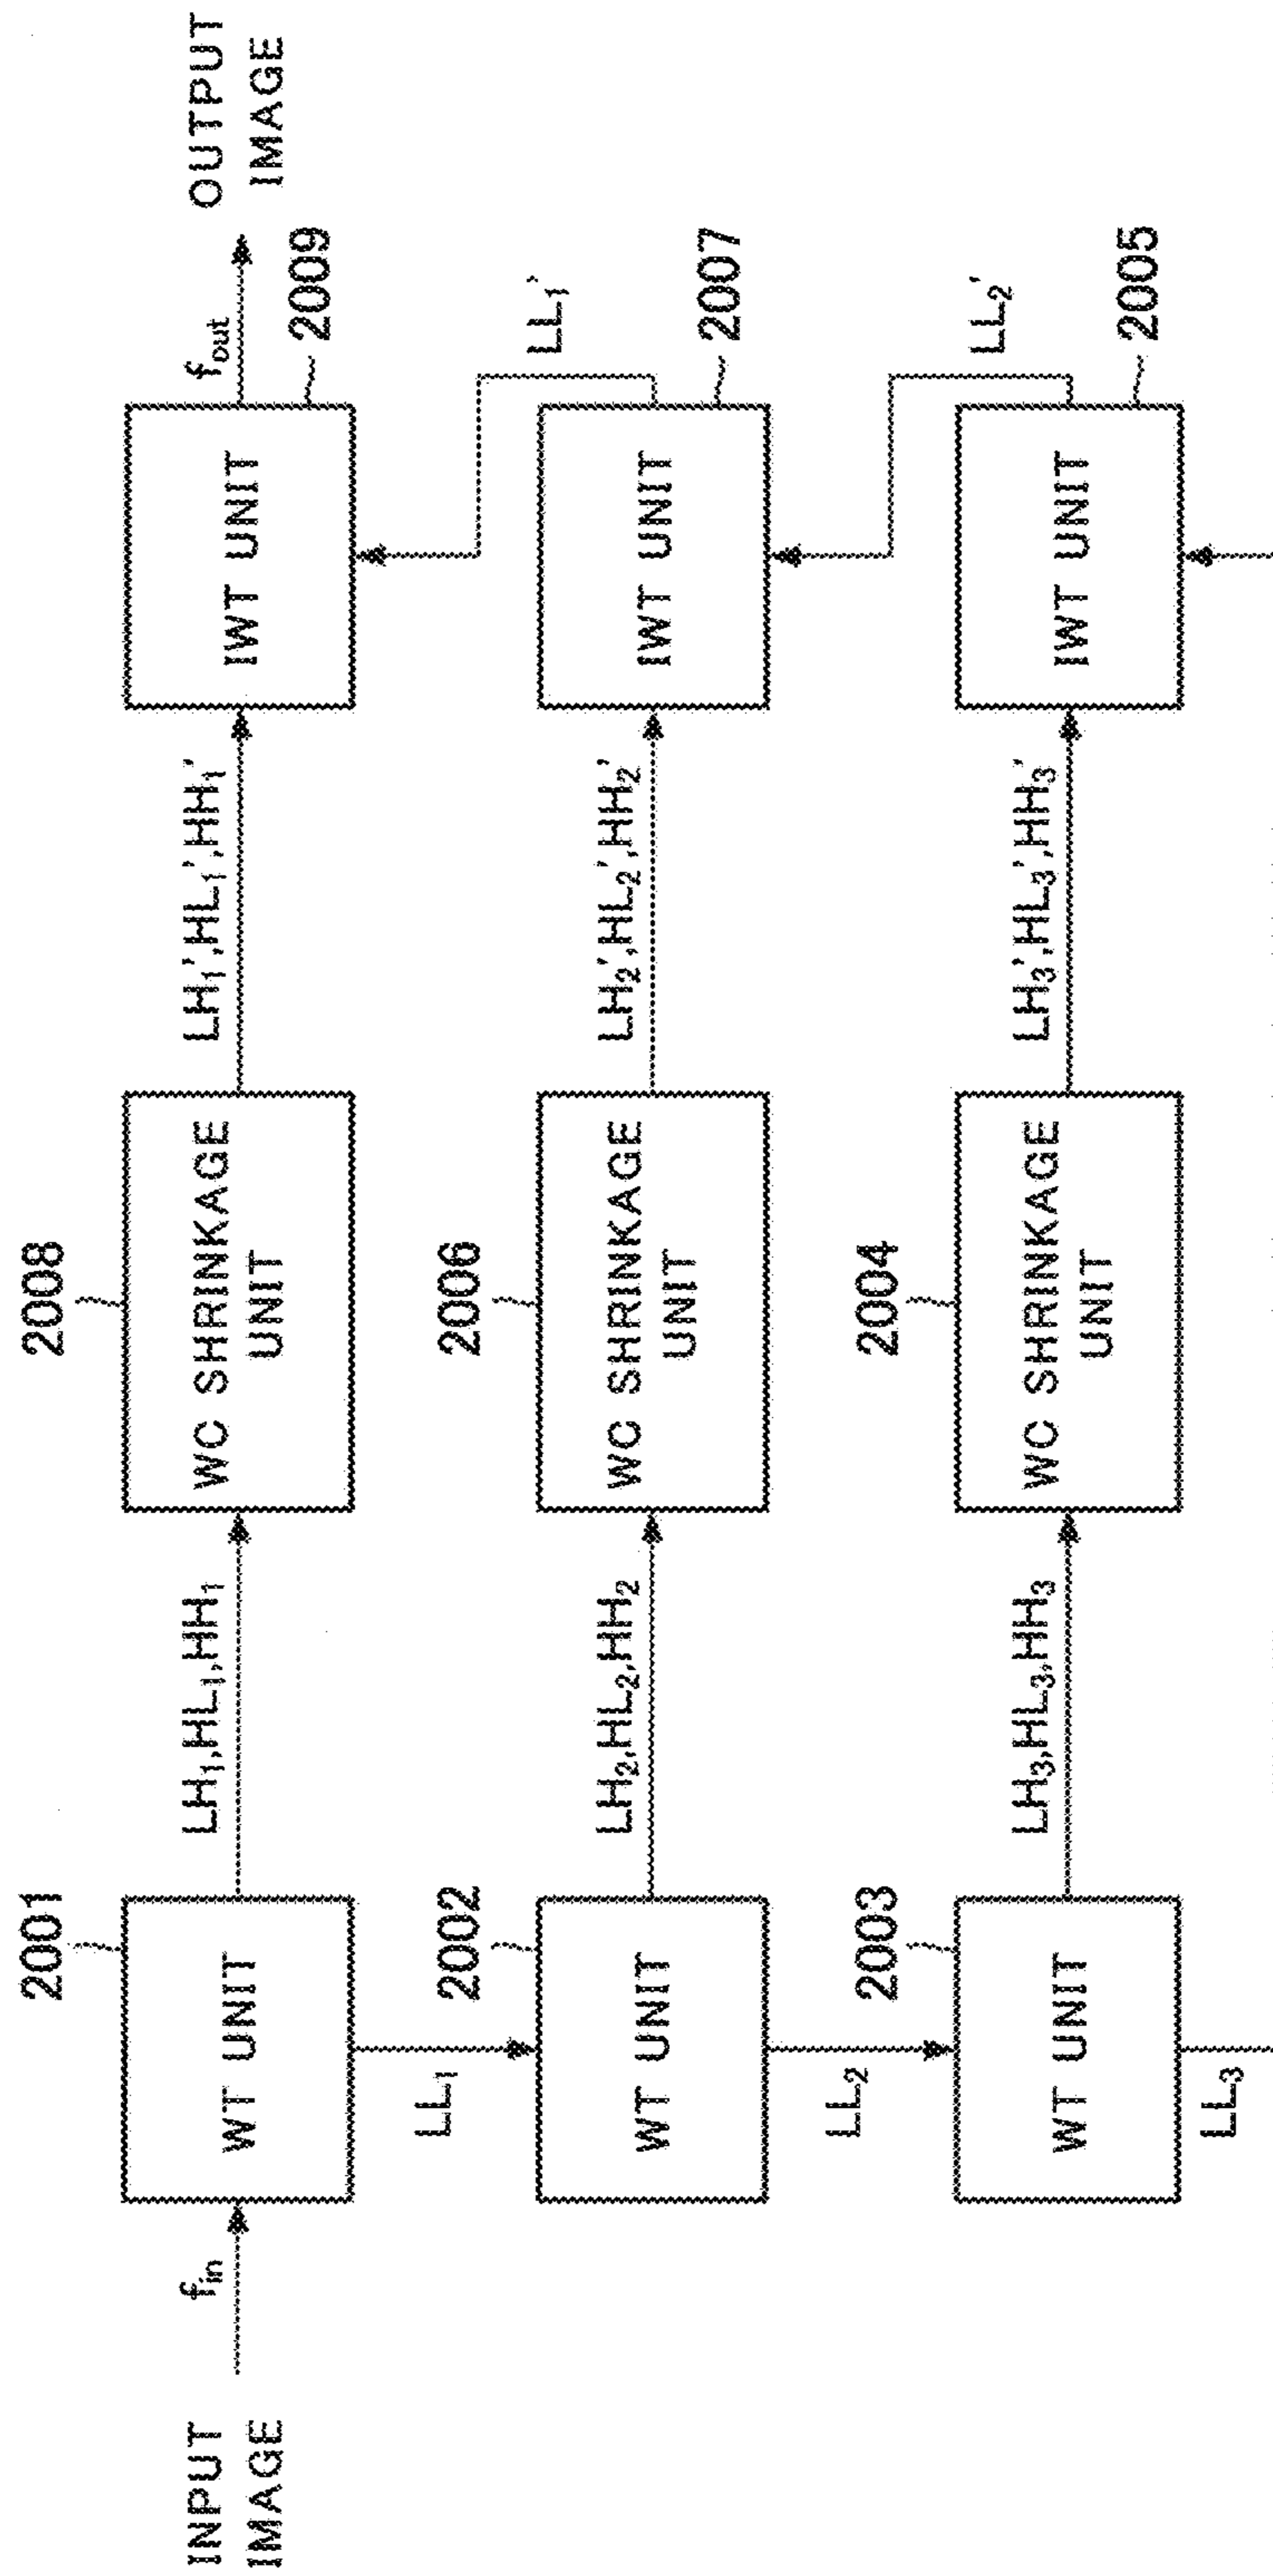 INPUT
IMAGE
f_in
2001
WT UNIT
LH₁,HL₁,HH₁
2008
WC SHRINKAGE
UNIT
LH₁',HL₁',HH₁'
IWT UNIT
2009
f_out
OUTPUT
IMAGE
LL₁
LL₁'
2002
WT UNIT
LH₂,HL₂,HH₂
2006
WC SHRINKAGE
UNIT
LH₂',HL₂',HH₂'
IWT UNIT
2007
LL₂
LL₂'
2003
WT UNIT
LH₃,HL₃,HH₃
2004
WC SHRINKAGE
UNIT
LH₃',HL₃',HH₃'
IWT UNIT
2005
LL₃